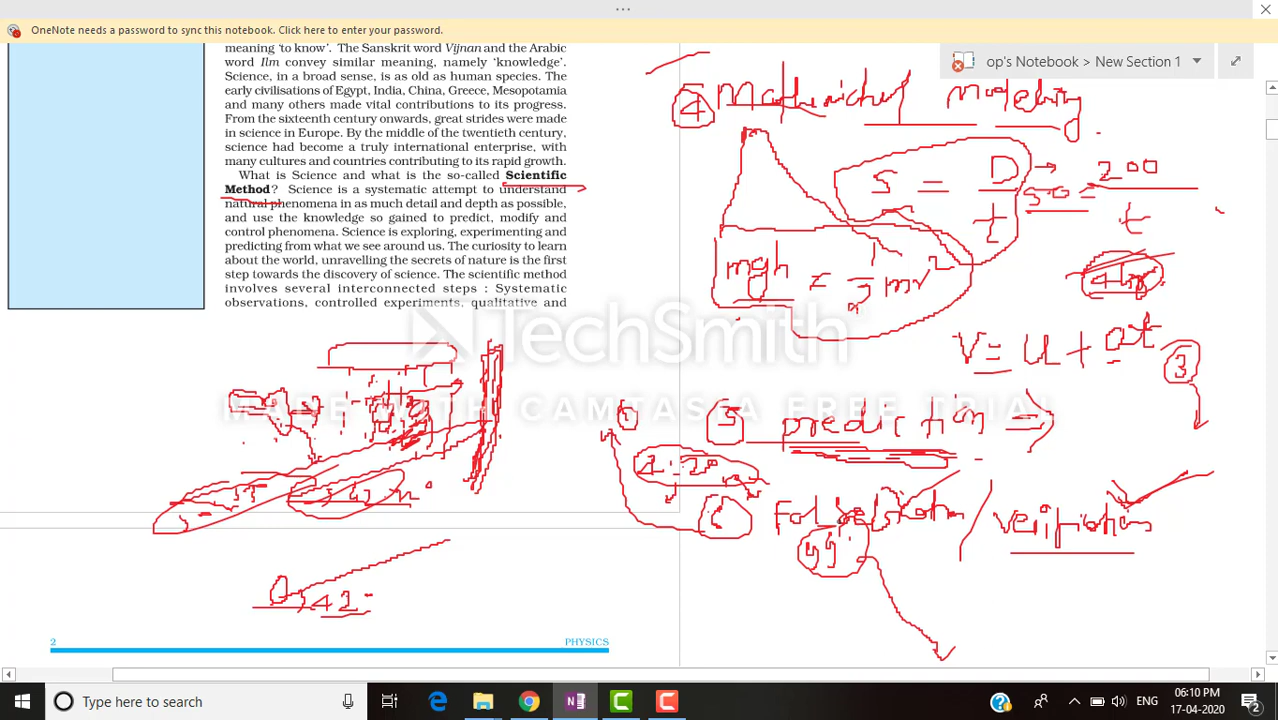 OneNote needs a password to sync this notebook. Click here to enter your password.
op's Notebook > New Section 1
meaning 'to know'. The Sanskrit word Vijnan and the Arabic
word Ilm convey similar meaning, namely 'knowledge'.
Science, in a broad sense, is as old as human species. The
early civilisations of Egypt, India, China, Greece, Mesopotamia
and many others made vital contributions to its progress.
From the sixteenth century onwards, great strides were made
in science in Europe. By the middle of the twentieth century,
science had become a truly international enterprise, with
many cultures and countries contributing to its rapid growth.
What is Science and what is the so-called Scientific
Method? Science is a systematic attempt to understand
natural phenomena in as much detail and depth as possible,
and use the knowledge so gained to predict, modify and
control phenomena. Science is exploring, experimenting and
predicting from what we see around us. The curiosity to learn
about the world, unravelling the secrets of nature is the first
step towards the discovery of science. The scientific method
involves several interconnected steps : Systematic
observations, controlled experiments, qualitative and
4 modeling
S = D/t → 50 = 200/t
4 hr
mgh = 1/2 mv²
V = u + at 3
5 prediction ⇒
verification
TechSmith
MADE WITH CAMTASIA FREE TRIAL
2 PHYSICS
Type here to search
ENG
06:10 PM
17-04-2020
2